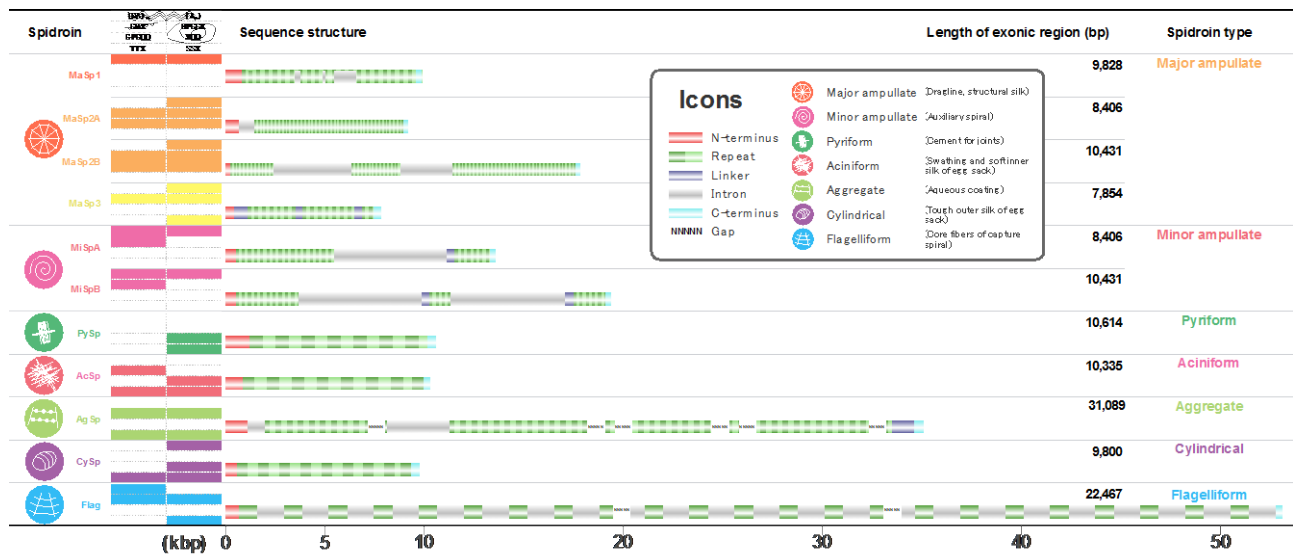 Spidroin
Sequence structure
Length of exonic region (bp)
Spidroin type
GPGQQ
SSX
MaSp1
9,828
Major ampullate
MaSp2A
8,406
MaSp2B
10,431
MaSp3
7,854
MiSpA
8,406
Minor ampullate
MiSpB
10,431
PySp
10,614
Pyriform
AcSp
10,335
Aciniform
AgSp
31,089
Aggregate
CySp
9,800
Cylindrical
Flag
22,467
Flagelliform
Icons
N-terminus
Repeat
Linker
Intron
C-terminus
NNNNN Gap
Major ampullate (Dragline, structural silk)
Minor ampullate (Auxiliary spiral)
Pyriform (Cement for joints)
Aciniform (Swathing and softinner
silk of egg sack)
Aggregate (Aqueous coating)
Cylindrical (Tough outer silk of egg
sack)
Flagelliform (Core fibers of capture
spiral)
(kbp) 0 5 10 20 30 40 50